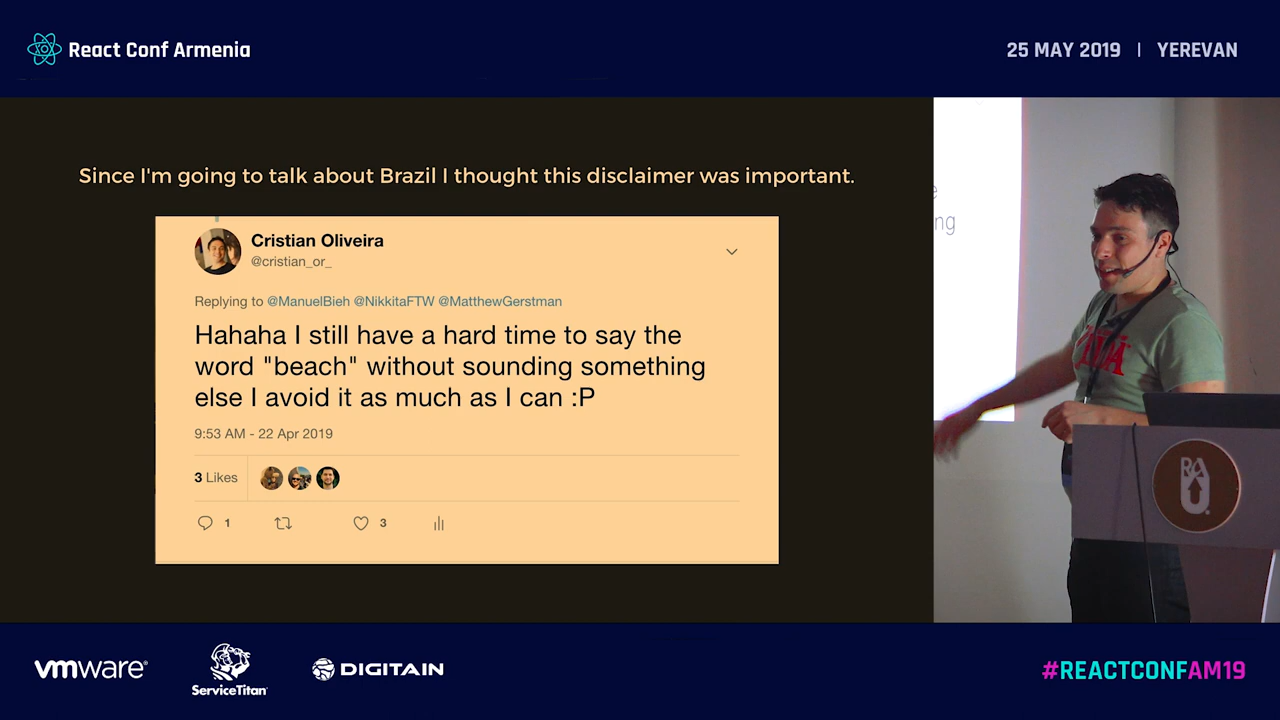 React Conf Armenia
25 MAY 2019 | YEREVAN
Since I'm going to talk about Brazil I thought this disclaimer was important.
Cristian Oliveira
@cristian_or_
Replying to @ManuelBieh @NikkitaFTW @MatthewGerstman
Hahaha I still have a hard time to say the
word "beach" without sounding something
else I avoid it as much as I can :P
9:53 AM - 22 Apr 2019
3 Likes
1 3
ng
vmware®
ServiceTitan
DIGITAIN
#REACTCONFAM19